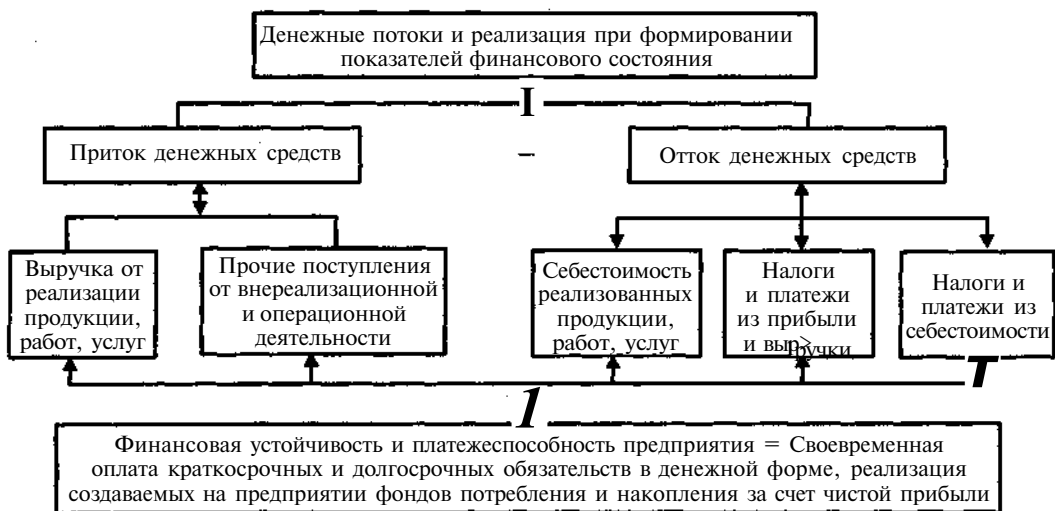 Денежные потоки и реализация при формировании
показателей финансового состояния
Приток денежных средств
Отток денежных средств
Выручка от
реализации
продукции,
работ, услуг
Прочие поступления
от внереализационной
и операционной
деятельности
Себестоимость
реализованных
продукции,
работ, услуг
Налоги
и платежи
из прибыли
и выручки
Налоги и
платежи из
себестоимости
Финансовая устойчивость и платежеспособность предприятия = Своевременная
оплата краткосрочных и долгосрочных обязательств в денежной форме, реализация
создаваемых на предприятии фондов потребления и накопления за счет чистой прибыли